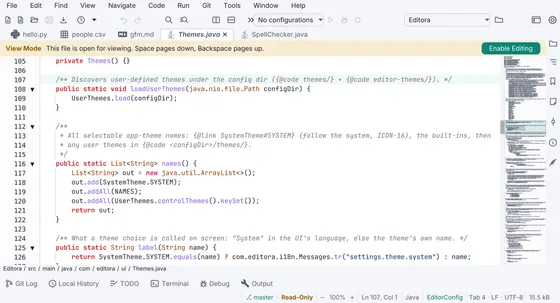 File Edit Find View Navigate Code Run Git Tools Window Help
No configurations Editora
hello.py people.csv gfm.md Themes.java SpellChecker.java
View Mode This file is open for viewing. Space pages down, Backspace pages up. Enable Editing
105 private Themes() {}
106
107 /** Discovers user-defined themes under the config dir ({@code themes/} + {@code editor-themes/}). */
108 public static void loadUserThemes(java.nio.file.Path configDir) {
109 UserThemes.load(configDir);
110 }
111
112 /**
113 * All selectable app-theme names: {@link SystemTheme#SYSTEM} (follow the system, ICON-16), the built-ins, then
114 * any user themes in {@code <configDir>/themes/}.
115 */
116 public static List<String> names() {
117 List<String> out = new java.util.ArrayList<>();
118 out.add(SystemTheme.SYSTEM);
119 out.addAll(NAMES);
120 out.addAll(UserThemes.controlThemes().keySet());
121 return out;
122 }
123
124 /** What a theme choice is called on screen: "System" in the UI's language, else the theme's own name. */
125 public static String label(String name) {
126 return SystemTheme.SYSTEM.equals(name) ? com.editora.i18n.Messages.tr("settings.theme.system") : name;
Editora / src / main / java / com / editora / ui / Themes.java
Git Log Local History TODO Terminal Debug Output
master Read-Only − 100% + Ln 107, Col 1 Java EditorConfig Tab 4 · LF UTF-8 15.5 kB